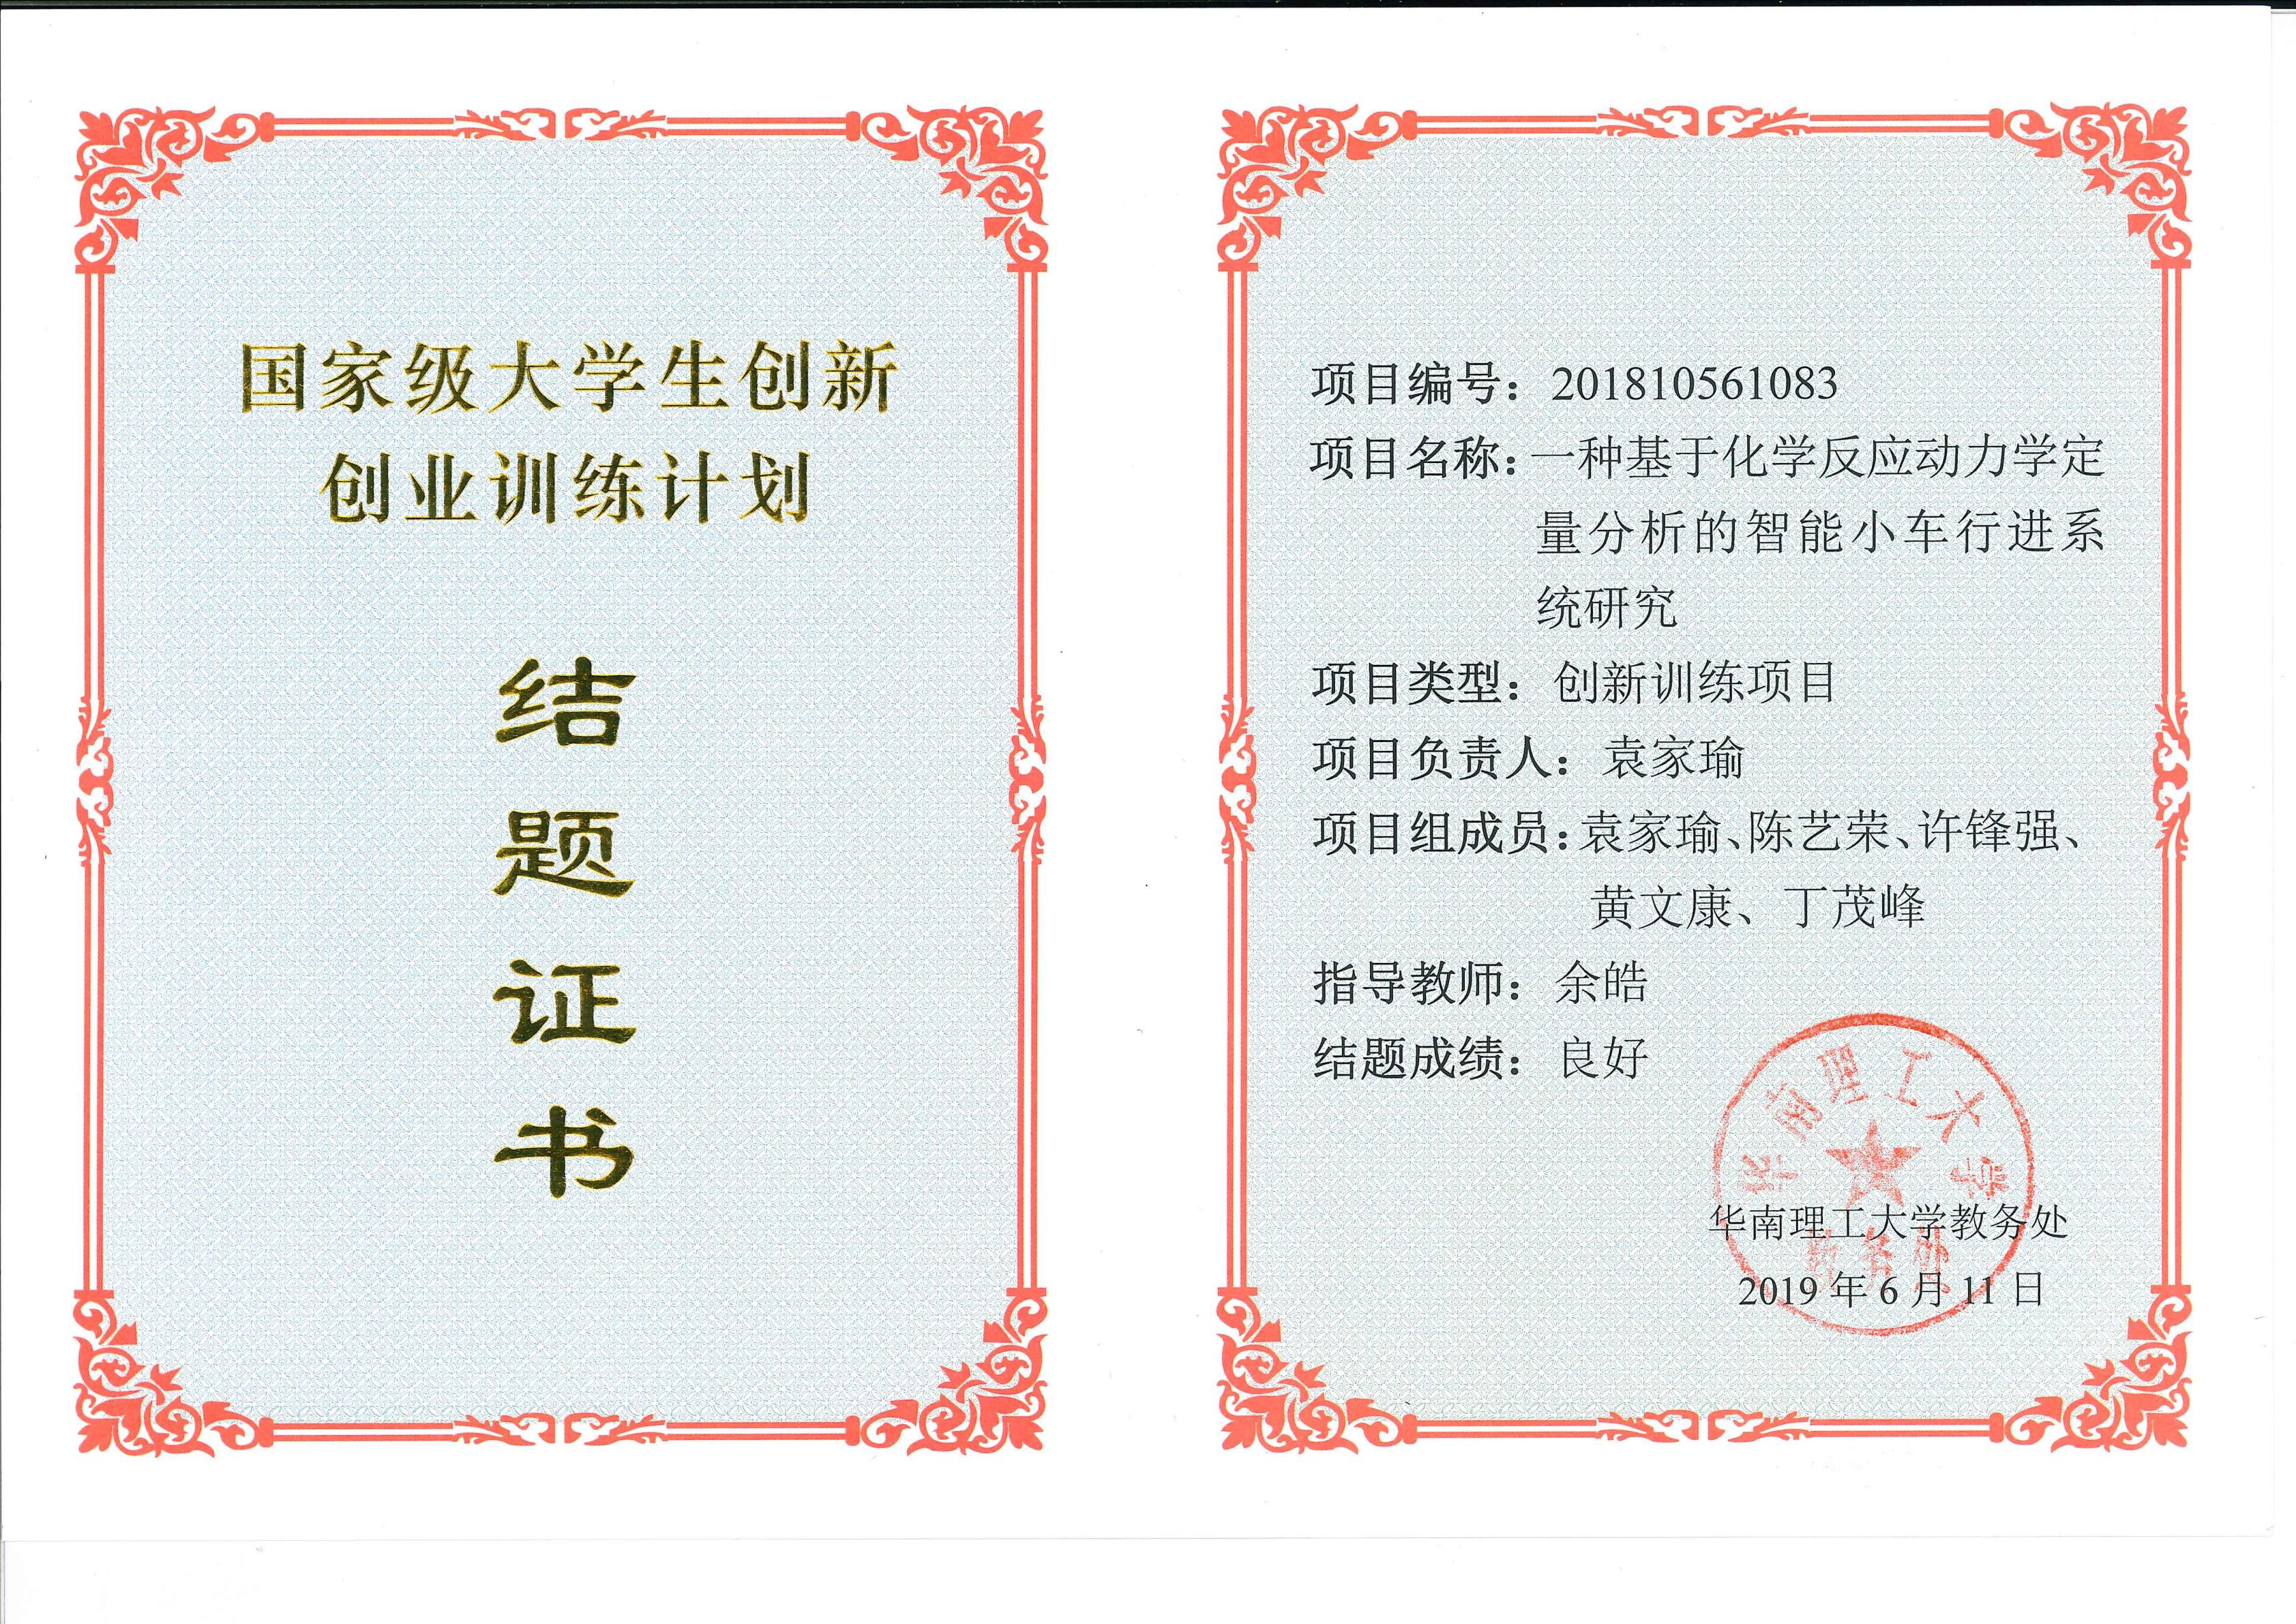 国家级大学生创新
创业训练计划
结
题
证
书
项目编号：201810561083
项目名称：一种基于化学反应动力学定
量分析的智能小车行进系
统研究
项目类型：创新训练项目
项目负责人：袁家瑜
项目组成员：袁家瑜、陈艺荣、许锋强、
黄文康、丁茂峰
指导教师：余皓
结题成绩：良好
华南理工大学
华南理工大学教务处
教务处
2019年6月11日